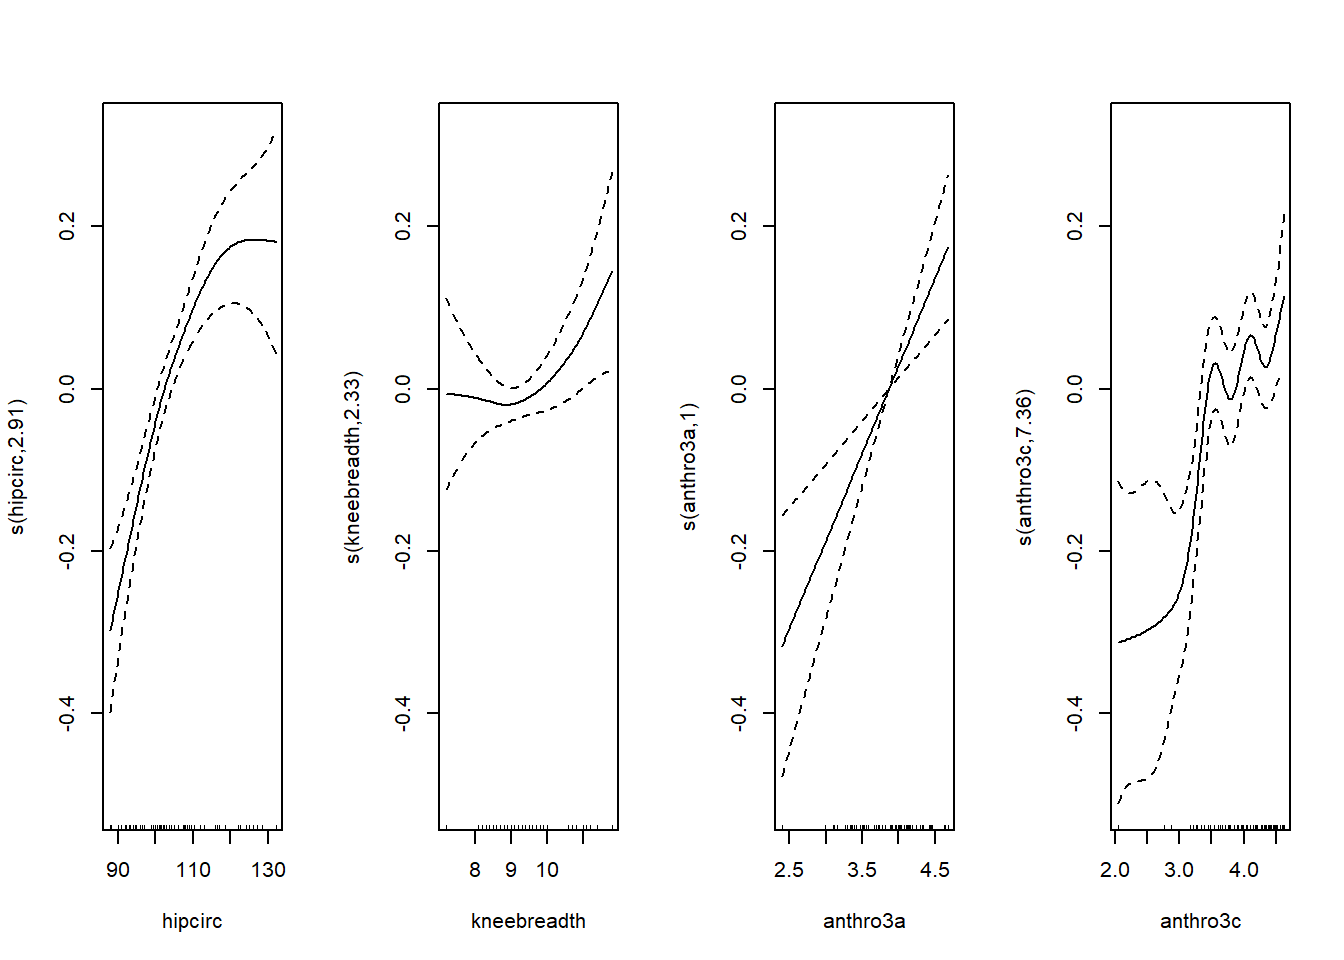 s(hipcirc,2.91)
0.2
0.0
-0.2
-0.4
90 110 130
hipcirc
s(kneebreadth,2.33)
0.2
0.0
-0.2
-0.4
8 9 10
kneebreadth
s(anthro3a,1)
0.2
0.0
-0.2
-0.4
2.5 3.5 4.5
anthro3a
s(anthro3c,7.36)
0.2
0.0
-0.2
-0.4
2.0 3.0 4.0
anthro3c